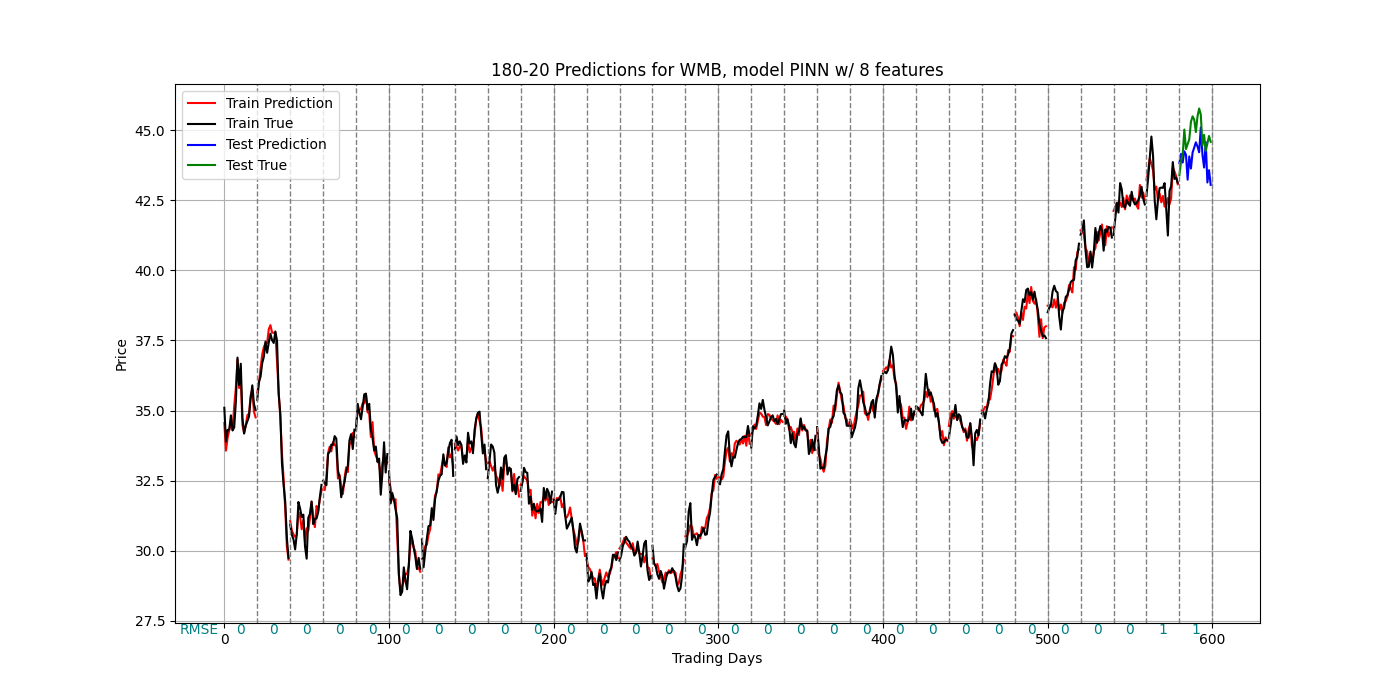 180-20 Predictions for WMB, model PINN w/ 8 features
Train Prediction
Train True
Test Prediction
Test True
45.0
42.5
40.0
37.5
35.0
32.5
30.0
27.5
Price
RMSE 0 0 0 0 0 0 0 0 0 0 0 0 0 0 0 0 0 0 0 0 0 0 0 0 0 0 0 0 1 1
0 100 200 300 400 500 600
Trading Days